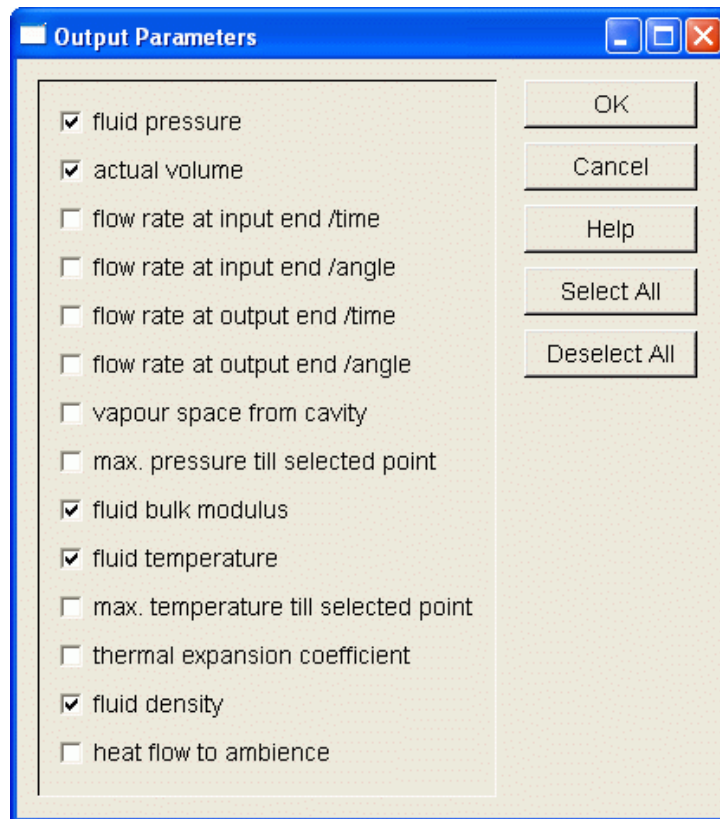 Output Parameters
fluid pressure
actual volume
flow rate at input end /time
flow rate at input end /angle
flow rate at output end /time
flow rate at output end /angle
vapour space from cavity
max. pressure till selected point
fluid bulk modulus
fluid temperature
max. temperature till selected point
thermal expansion coefficient
fluid density
heat flow to ambience
OK
Cancel
Help
Select All
Deselect All